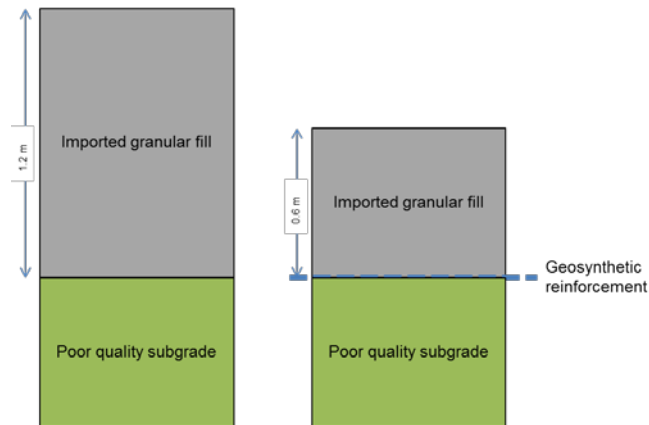 1.2 m
Imported granular fill
Poor quality subgrade
0.6 m
Imported granular fill
Geosynthetic
reinforcement
Poor quality subgrade